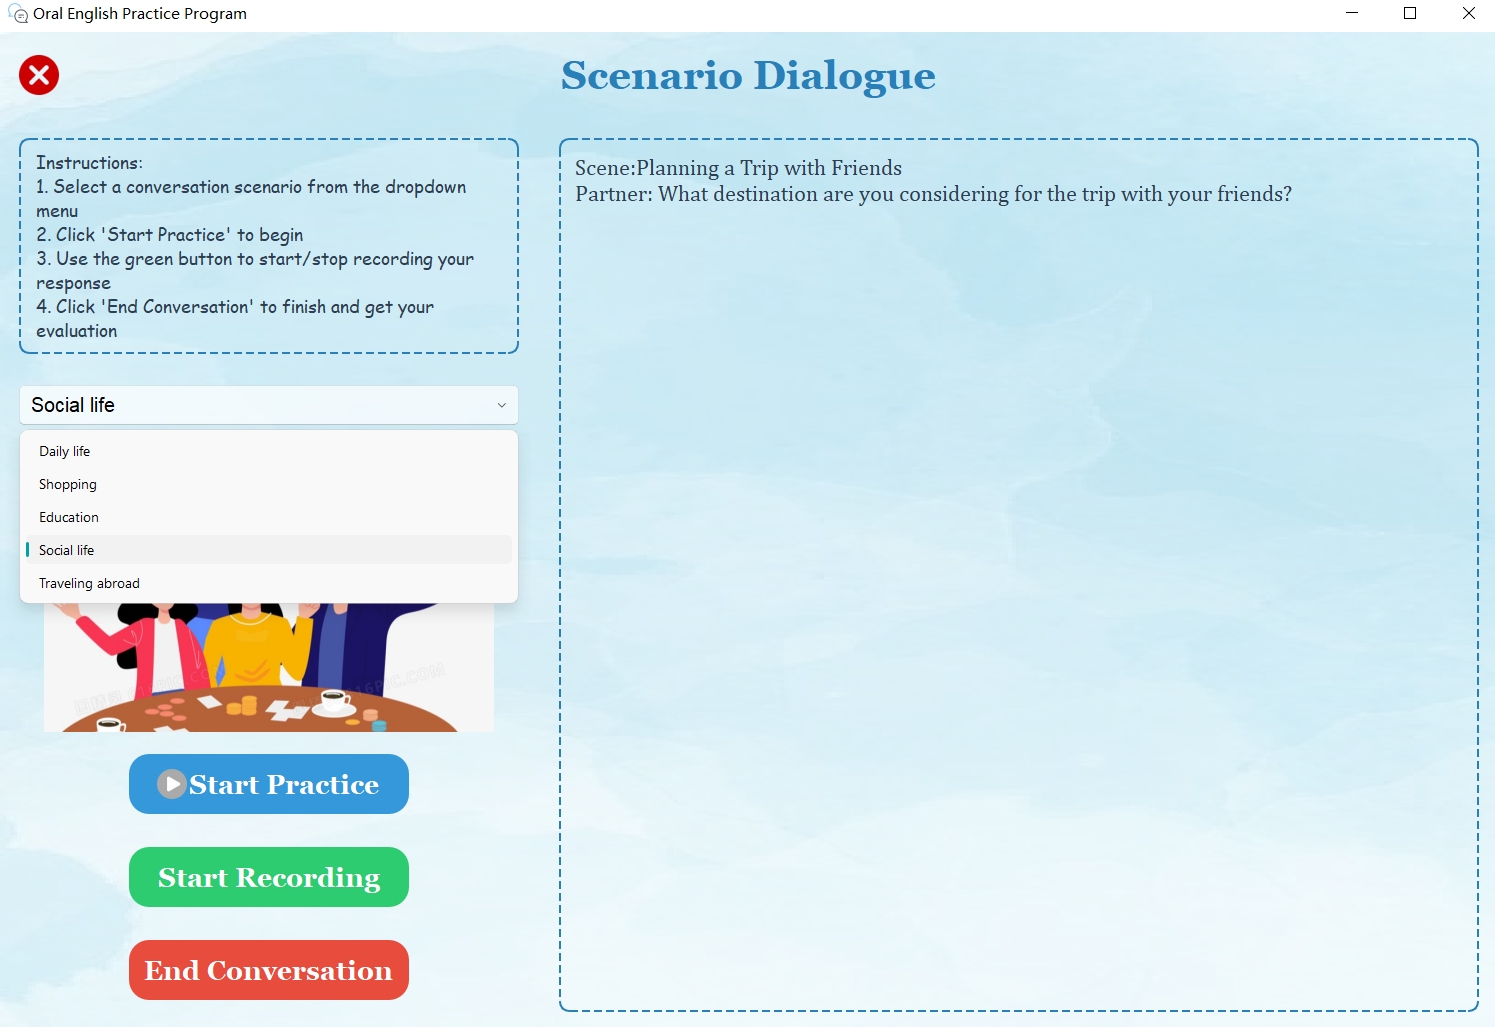 Oral English Practice Program
Scenario Dialogue
Instructions:
1. Select a conversation scenario from the dropdown
menu
2. Click 'Start Practice' to begin
3. Use the green button to start/stop recording your
response
4. Click 'End Conversation' to finish and get your
evaluation
Social life
Daily life
Shopping
Education
Social life
Traveling abroad
Start Practice
Start Recording
End Conversation
Scene:Planning a Trip with Friends
Partner: What destination are you considering for the trip with your friends?